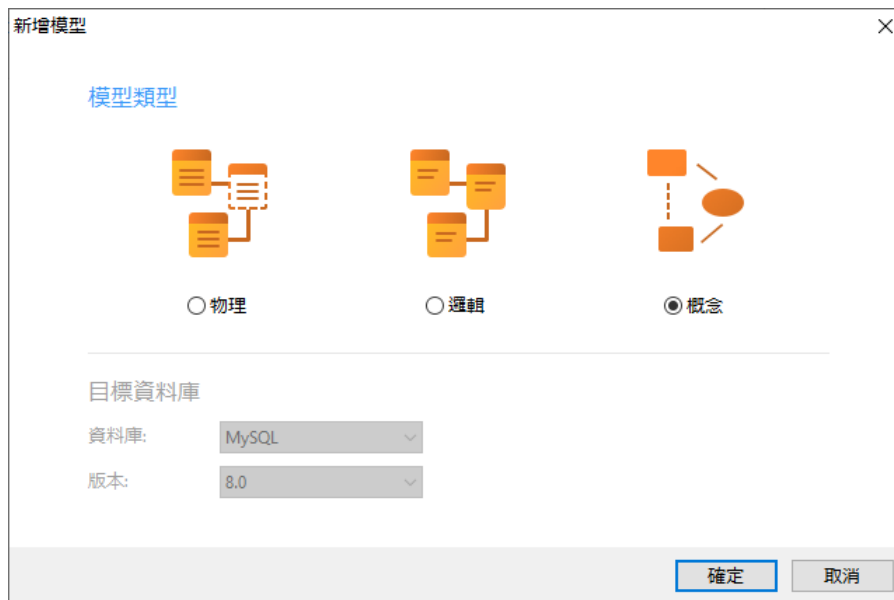 新增模型
模型類型
物理
邏輯
概念
目標資料庫
資料庫: MySQL
版本: 8.0
確定 取消